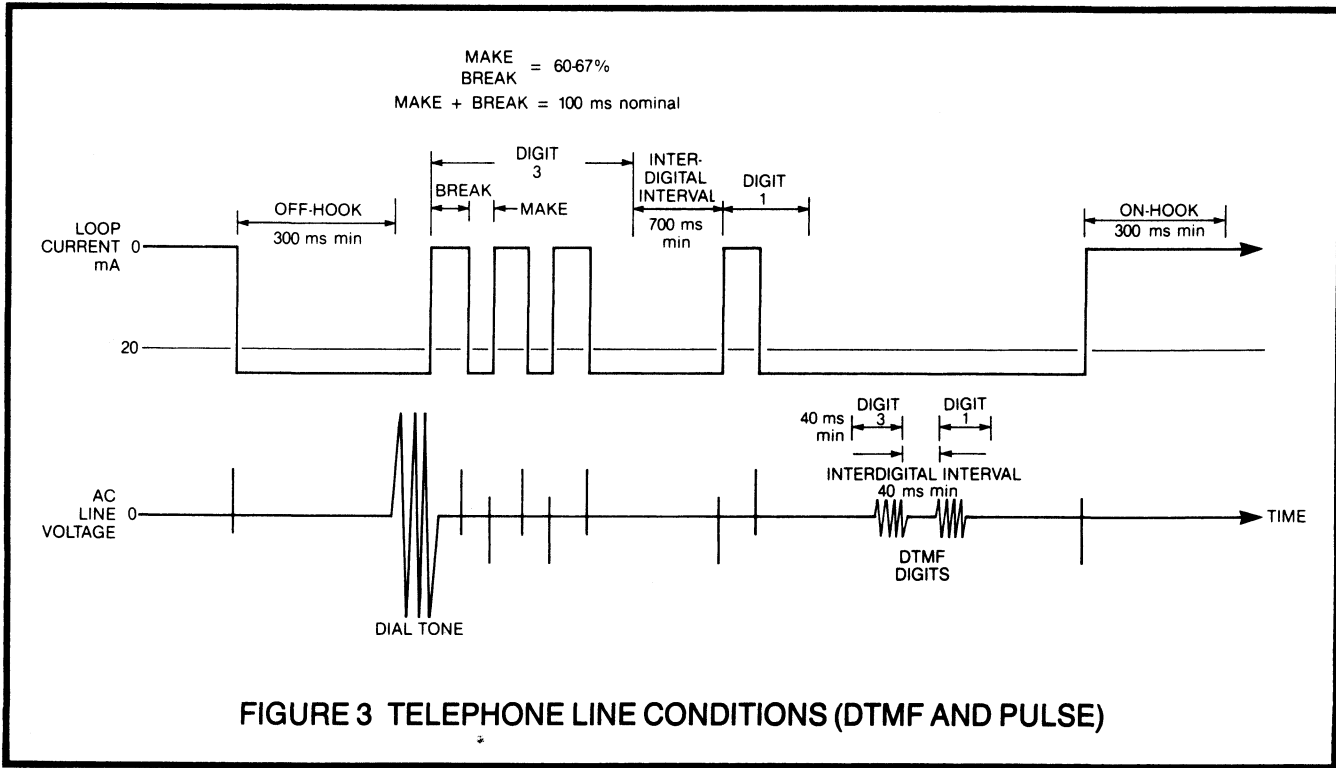 MAKE
BREAK = 60-67%
MAKE + BREAK = 100 ms nominal
DIGIT
3
INTER-
DIGITAL
INTERVAL
700 ms
min
DIGIT
1
BREAK
MAKE
OFF-HOOK
300 ms min
ON-HOOK
300 ms min
LOOP
CURRENT 0
mA
20
40 ms
min
DIGIT
3
DIGIT
1
INTERDIGITAL INTERVAL
40 ms min
AC
LINE 0
VOLTAGE
TIME
DTMF
DIGITS
DIAL TONE
FIGURE 3 TELEPHONE LINE CONDITIONS (DTMF AND PULSE)